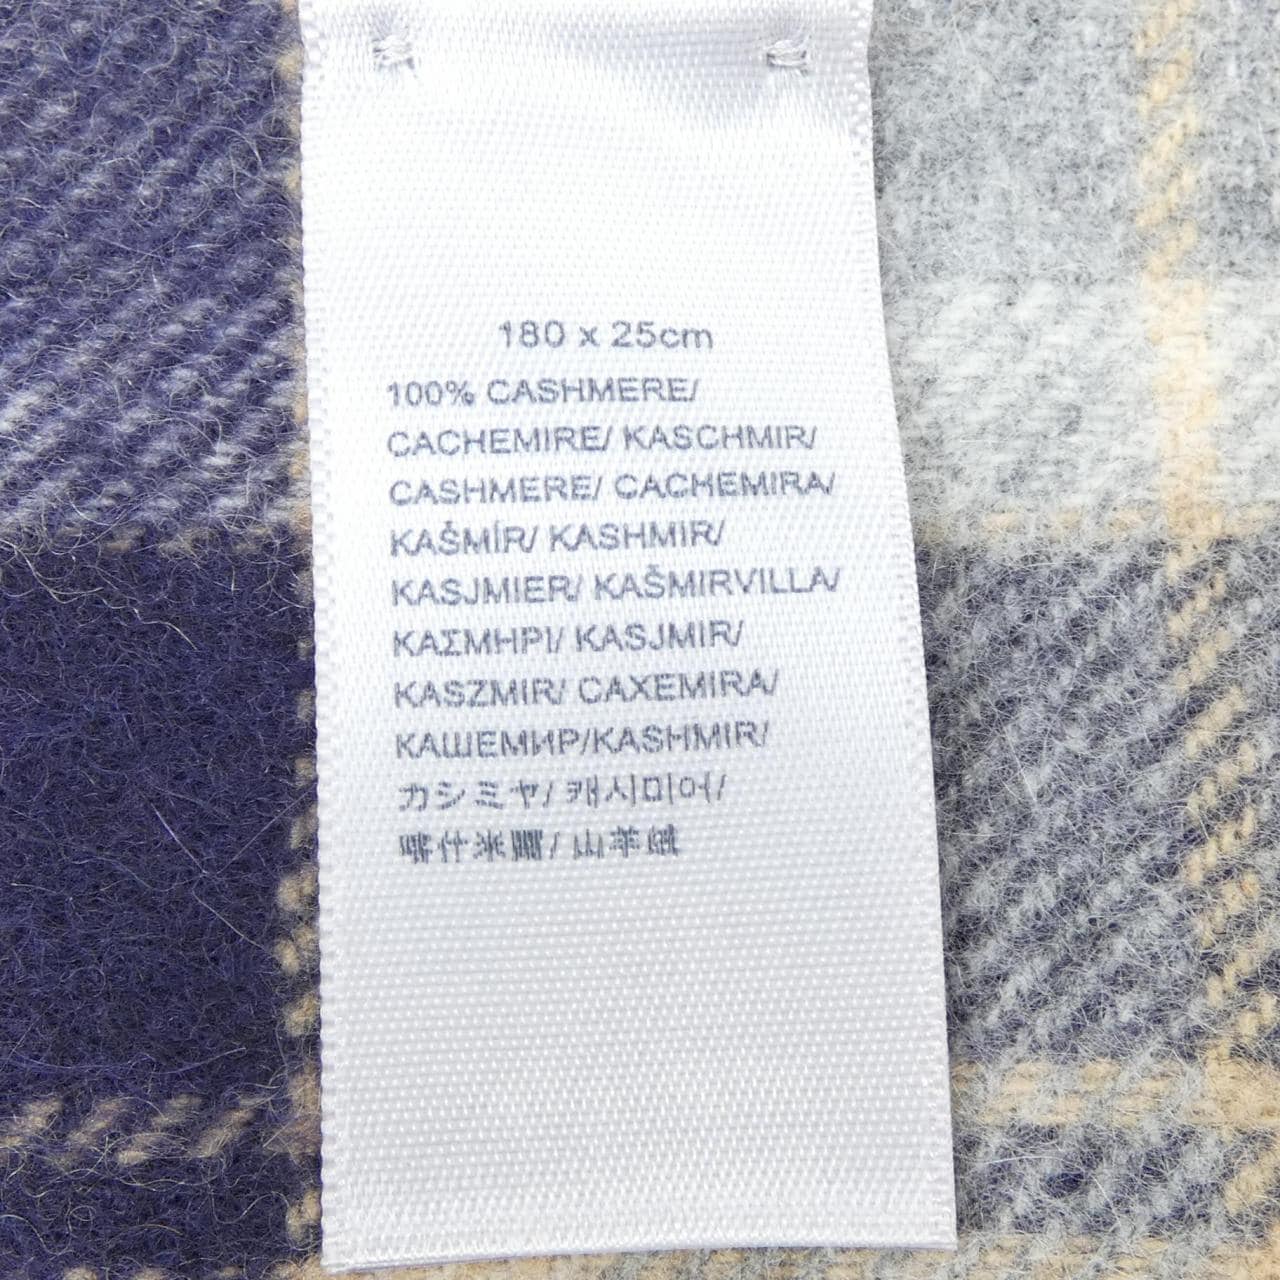 180 x 25cm
100% CASHMERE/
CACHEMIRE/ KASCHMIR/
CASHMERE/ CACHEMIRA/
KAŠMÍR/ KASHMIR/
KASJMIER/ KAŠMIRVILLA/
ΚΑΣΜΗΡΙ/ KASJMIR/
KASZMIR/ CAXEMIRA/
КАШЕМИР/KASHMIR/
カシミヤ/ 캐시미어/
喀什米爾/ 山羊絨